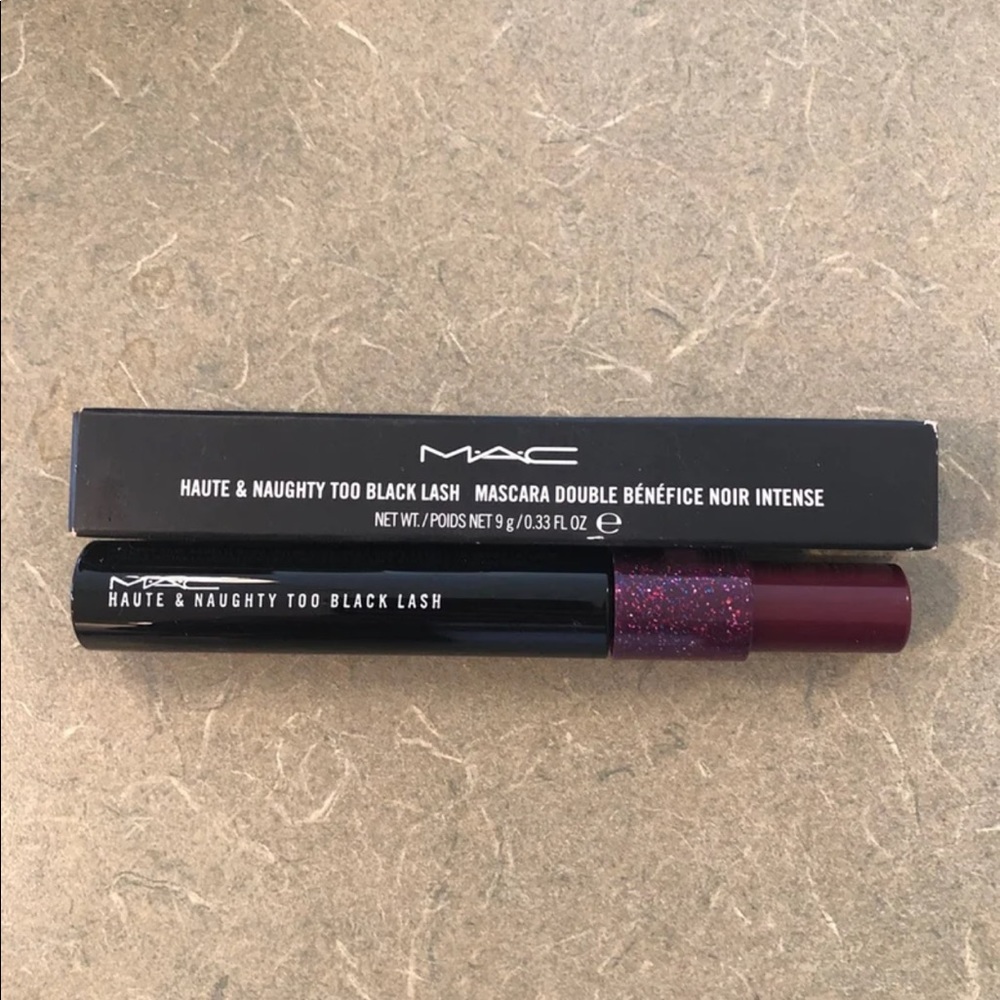 M·A·C
HAUTE & NAUGHTY TOO BLACK LASH MASCARA DOUBLE BÉNÉFICE NOIR INTENSE
NET WT. / POIDS NET 9 g / 0.33 FL OZ ℮
M·A·C
HAUTE & NAUGHTY TOO BLACK LASH